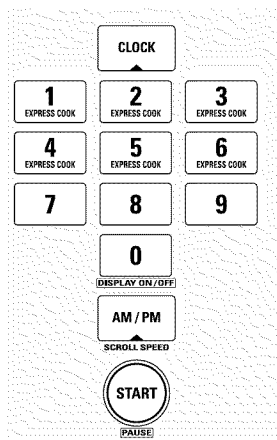 CLOCK
1 2 3
EXPRESS COOK EXPRESS COOK EXPRESS COOK
4 5 6
EXPRESS COOK EXPRESS COOK EXPRESS COOK
7 8 9
0
DISPLAY ON/OFF
AM/PM
SCROLL SPEED
START
PAUSE